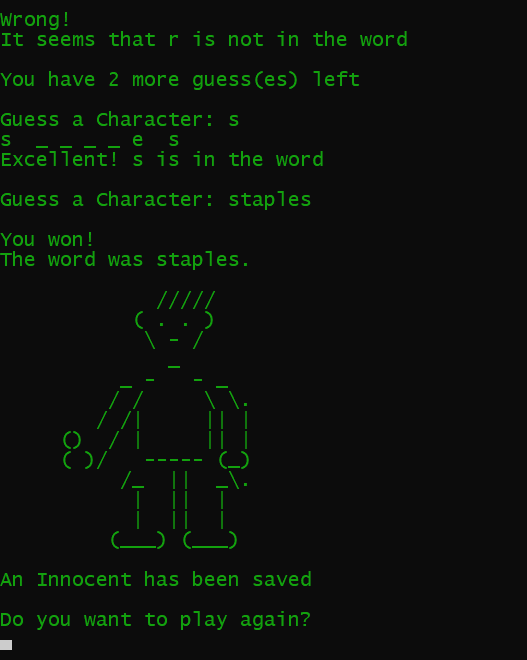 Wrong!
It seems that r is not in the word
You have 2 more guess(es) left
Guess a Character: s
s  _ _ _ _ e  s
Excellent! s is in the word
Guess a Character: staples
You won!
The word was staples.
An Innocent has been saved
Do you want to play again?